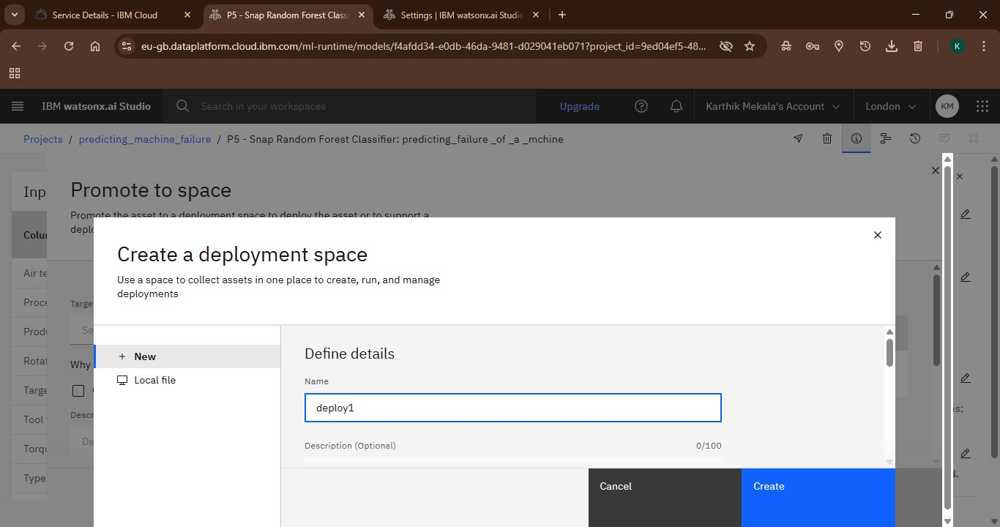 Service Details - IBM Cloud
P5 - Snap Random Forest Class
Settings | IBM watsonx.ai Studio
eu-gb.dataplatform.cloud.ibm.com/ml-runtime/models/f4afdd34-e0db-46da-9481-d029041eb071?project_id=9ed04ef5-48...
K
IBM watsonx.ai Studio
Search in your workspaces
Upgrade
Karthik Mekala's Account
London
KM
Projects / predicting_machine_failure / P5 - Snap Random Forest Classifier: predicting_failure _of _a _mchine
Inp
Promote to space
Promote the asset to a deployment space to deploy the asset or to support a
deplo
Colu
Air te
Proce
Produ
Rotat
Targe
Tool
Torqu
Type
Targe
Se
Why
Descr
De
Create a deployment space
Use a space to collect assets in one place to create, run, and manage
deployments
New
Local file
Define details
Name
deploy1
Description (Optional) 0/100
Cancel
Create